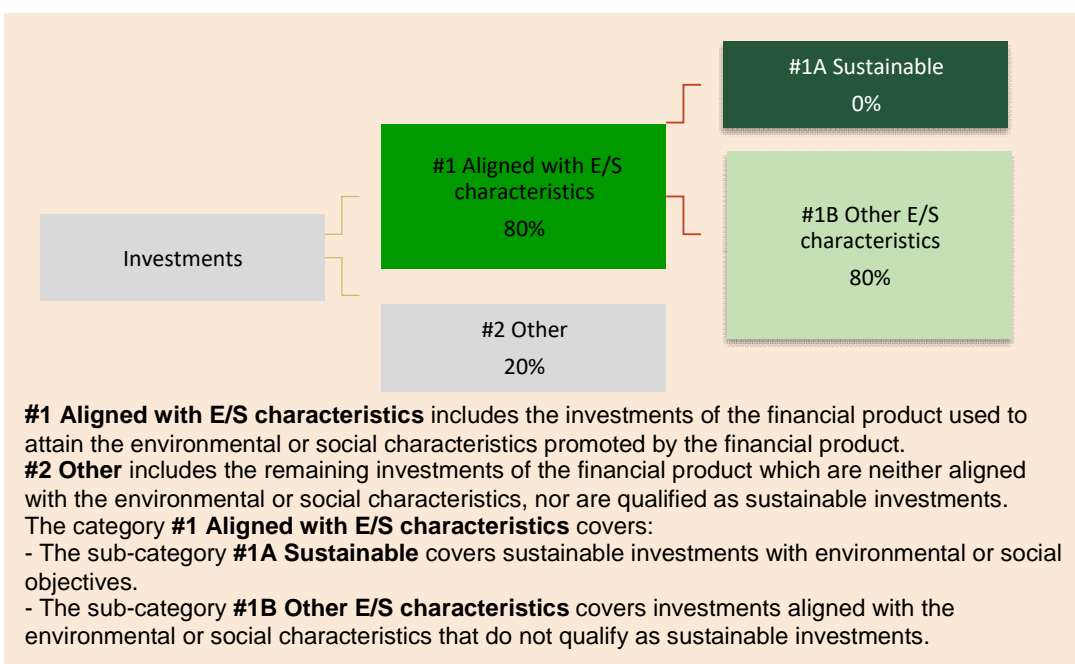 #1A Sustainable
0%
#1 Aligned with E/S
characteristics
80%
#1B Other E/S
characteristics
80%
Investments
#2 Other
20%
#1 Aligned with E/S characteristics includes the investments of the financial product used to
attain the environmental or social characteristics promoted by the financial product.
#2 Other includes the remaining investments of the financial product which are neither aligned
with the environmental or social characteristics, nor are qualified as sustainable investments.
The category #1 Aligned with E/S characteristics covers:
- The sub-category #1A Sustainable covers sustainable investments with environmental or social
objectives.
- The sub-category #1B Other E/S characteristics covers investments aligned with the
environmental or social characteristics that do not qualify as sustainable investments.